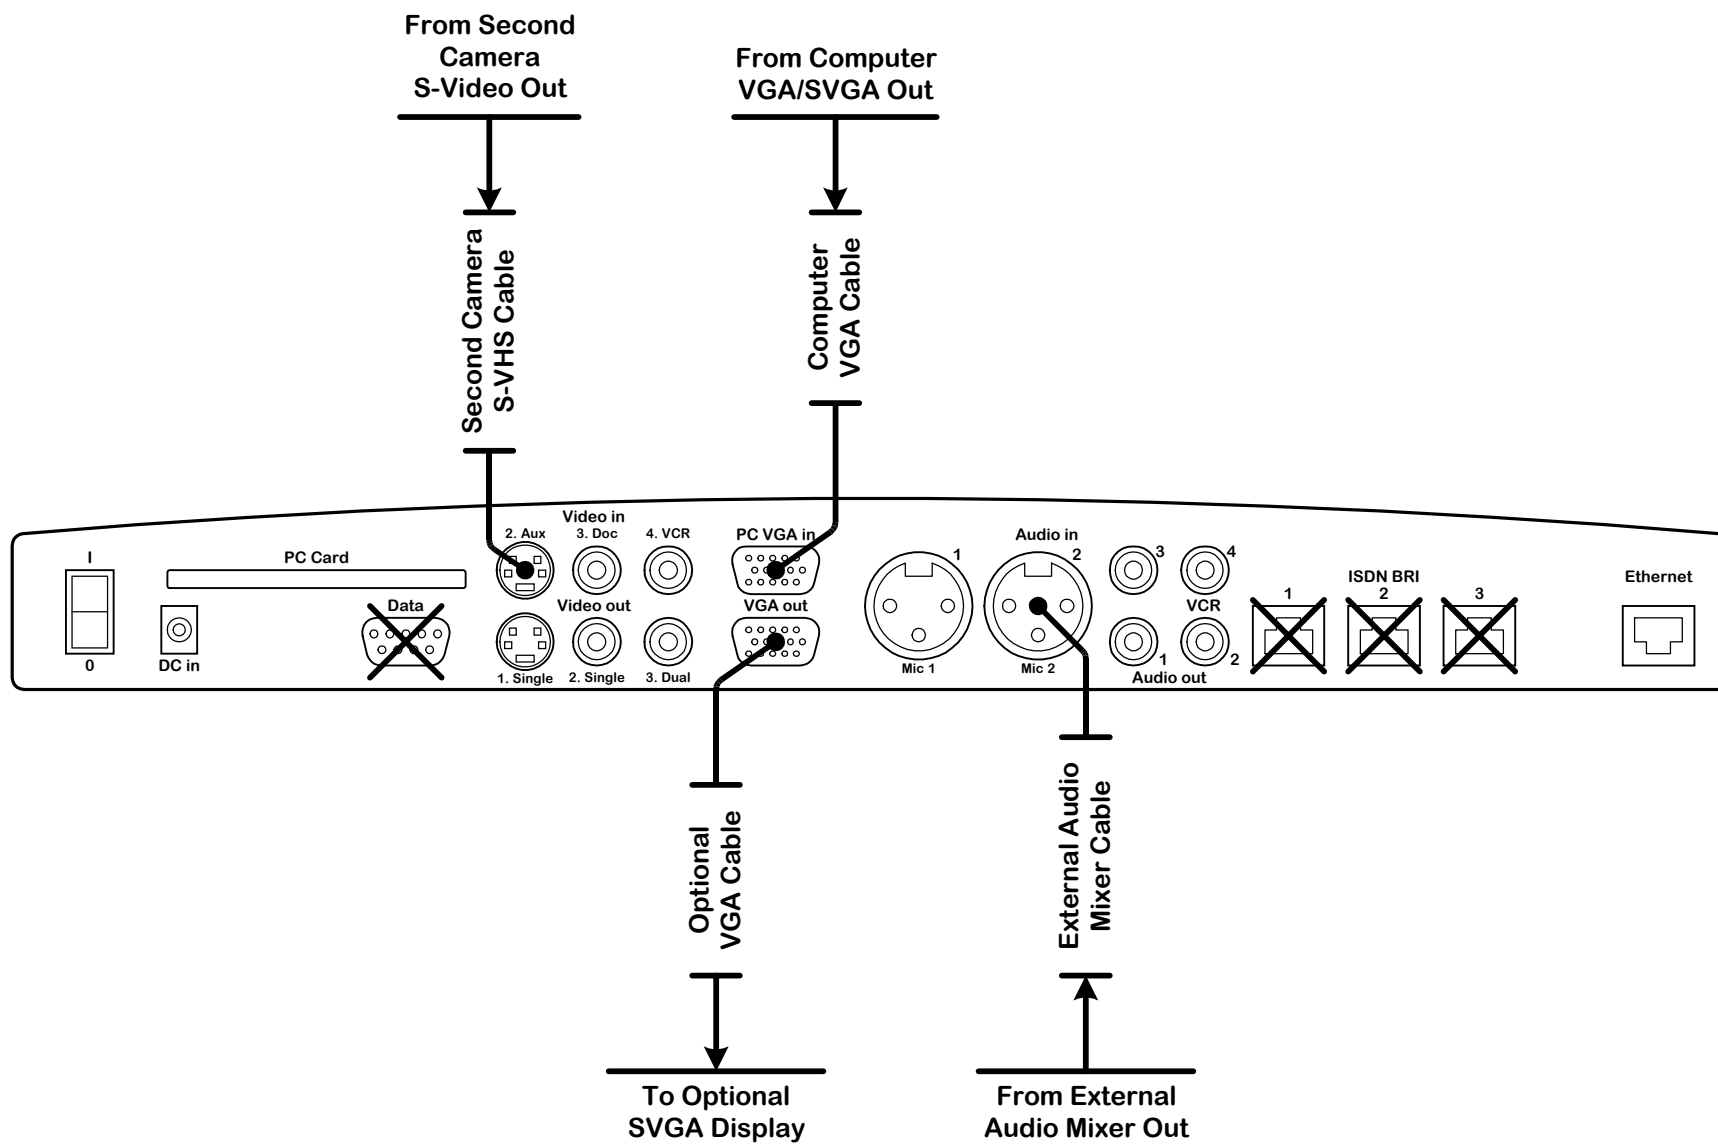 From Second
Camera
S-Video Out
From Computer
VGA/SVGA Out
Second Camera
S-VHS Cable
Computer
VGA Cable
I
0
DC in
PC Card
Data
Video in
2. Aux
3. Doc
4. VCR
Video out
1. Single
2. Single
3. Dual
PC VGA in
VGA out
Audio in
1
2
3
4
Mic 1
Mic 2
VCR
1
2
Audio out
ISDN BRI
1
2
3
Ethernet
Optional
VGA Cable
External Audio
Mixer Cable
To Optional
SVGA Display
From External
Audio Mixer Out